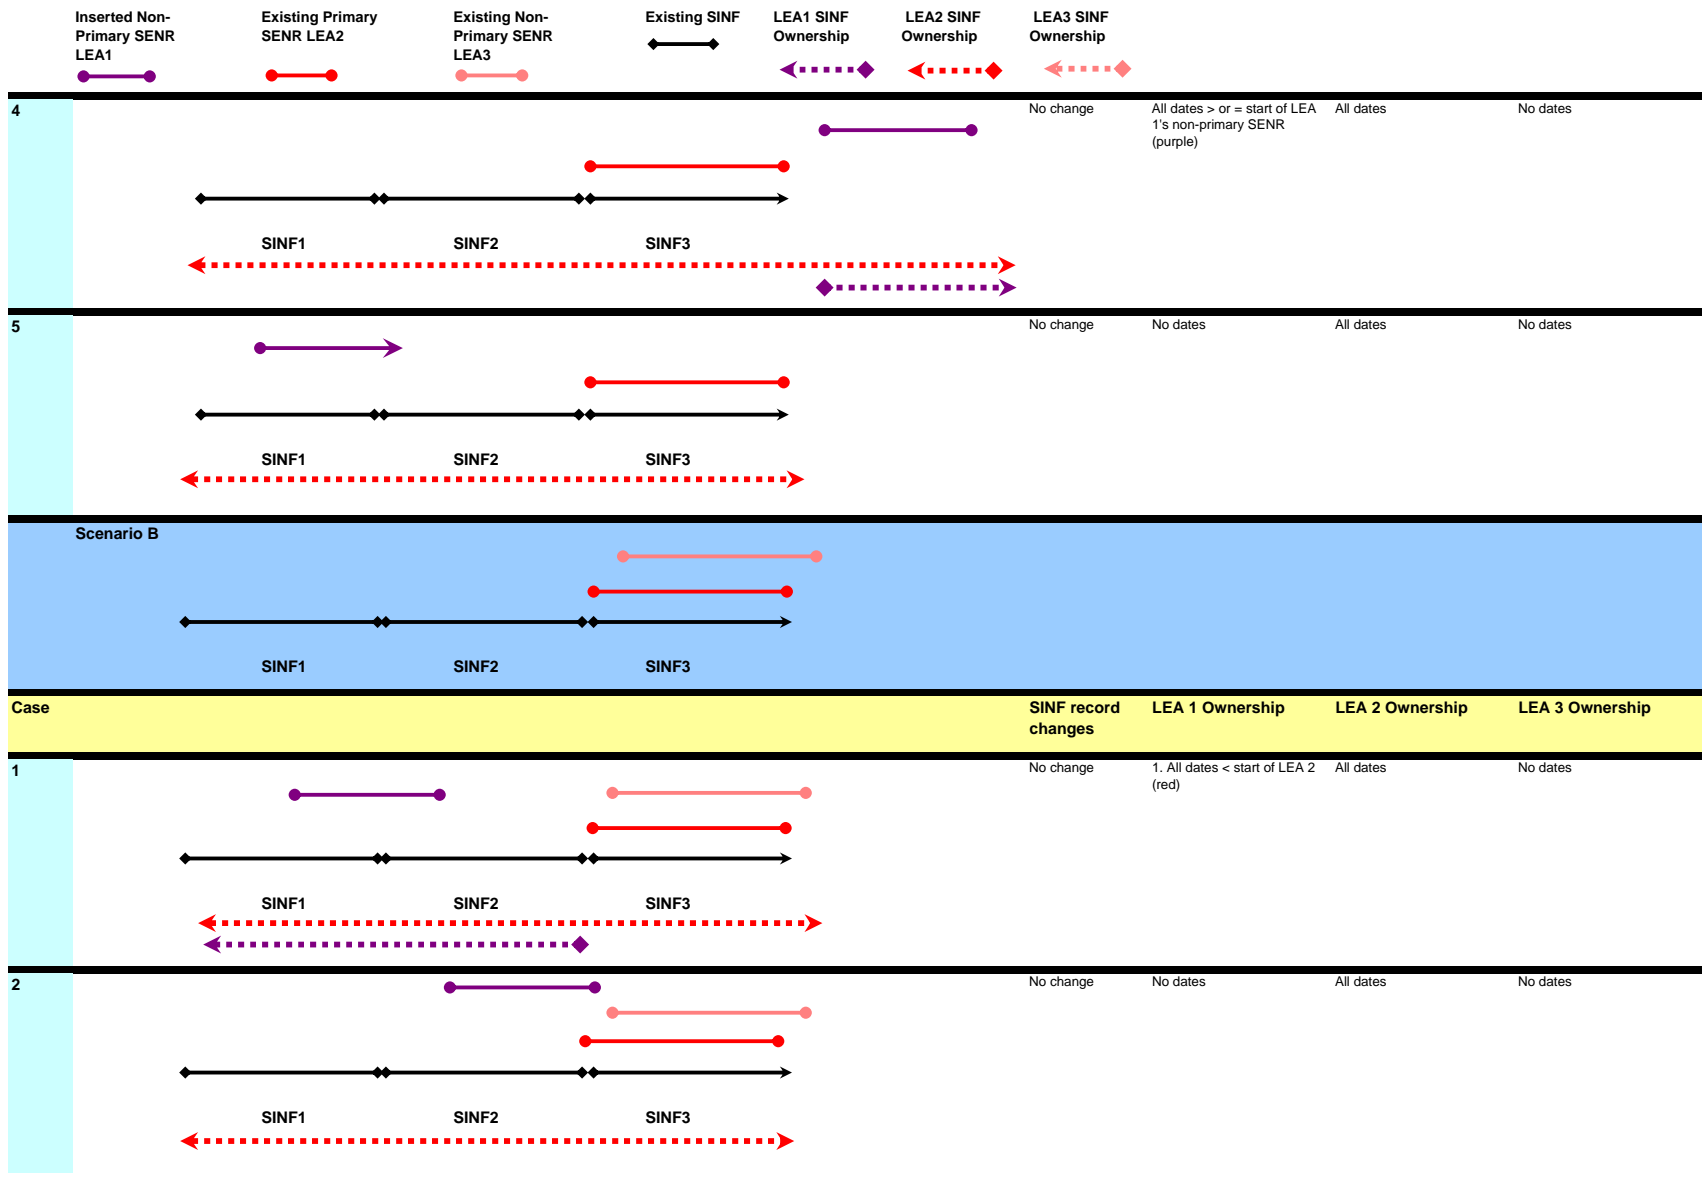 Inserted Non-
Primary SENR
LEA1
Existing Primary
SENR LEA2
Existing Non-
Primary SENR
LEA3
Existing SINF
LEA1 SINF
Ownership
LEA2 SINF
Ownership
LEA3 SINF
Ownership
4
No change
All dates > or = start of LEA
1's non-primary SENR
(purple)
All dates
No dates
SINF1
SINF2
SINF3
5
No change
No dates
All dates
No dates
SINF1
SINF2
SINF3
Scenario B
SINF1
SINF2
SINF3
Case
SINF record
changes
LEA 1 Ownership
LEA 2 Ownership
LEA 3 Ownership
1
No change
1. All dates < start of LEA 2
(red)
All dates
No dates
SINF1
SINF2
SINF3
2
No change
No dates
All dates
No dates
SINF1
SINF2
SINF3